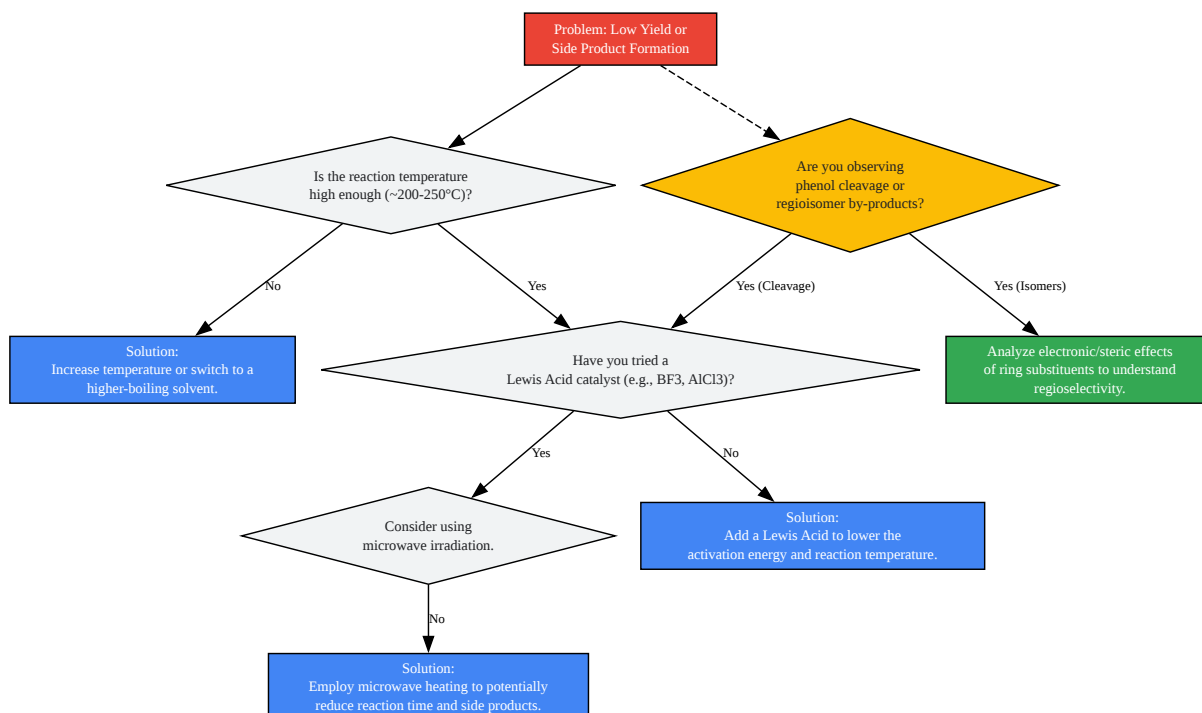 Problem: Low Yield or
Side Product Formation
Is the reaction temperature
high enough (~200-250°C)?
Are you observing
phenol cleavage or
regioisomer by-products?
No
Yes
Yes (Cleavage)
Yes (Isomers)
Solution:
Increase temperature or switch to a
higher-boiling solvent.
Have you tried a
Lewis Acid catalyst (e.g., BF3, AlCl3)?
Analyze electronic/steric effects
of ring substituents to understand
regioselectivity.
Yes
No
Consider using
microwave irradiation.
Solution:
Add a Lewis Acid to lower the
activation energy and reaction temperature.
No
Solution:
Employ microwave heating to potentially
reduce reaction time and side products.